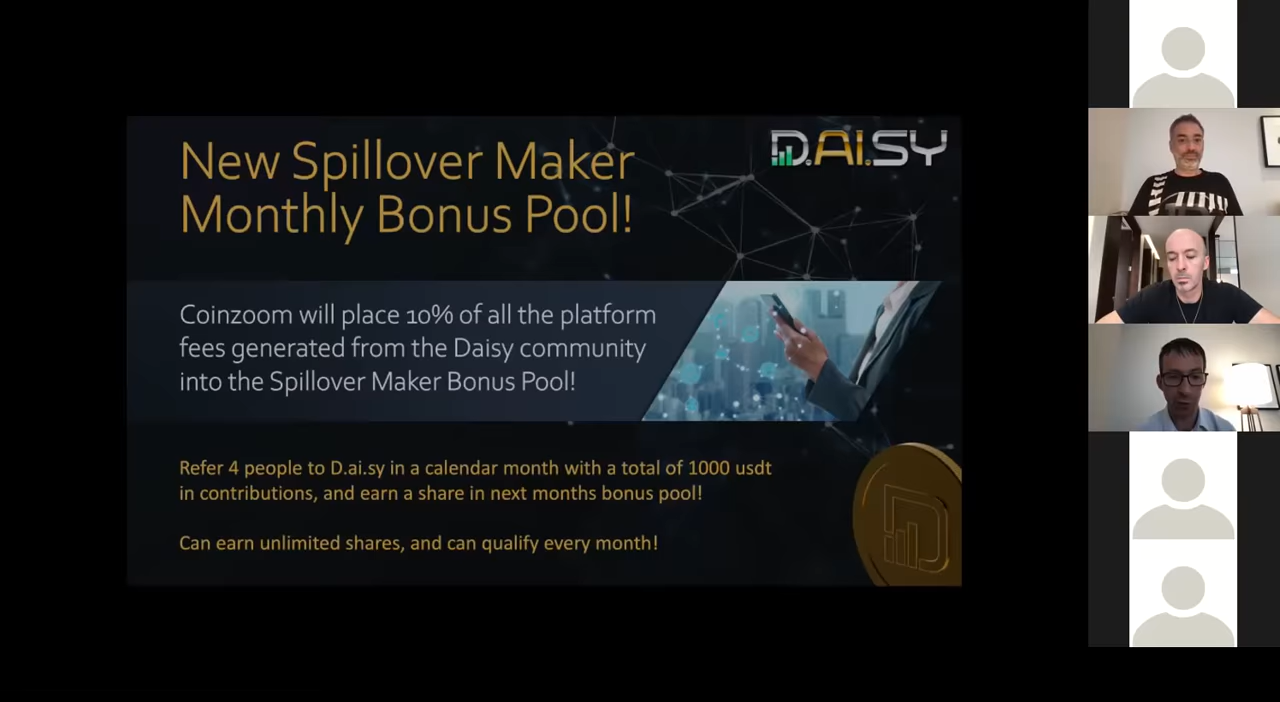 New Spillover Maker
Monthly Bonus Pool!
D.AI.SY
Coinzoom will place 10% of all the platform
fees generated from the Daisy community
into the Spillover Maker Bonus Pool!
Refer 4 people to D.ai.sy in a calendar month with a total of 1000 usdt
in contributions, and earn a share in next months bonus pool!
Can earn unlimited shares, and can qualify every month!